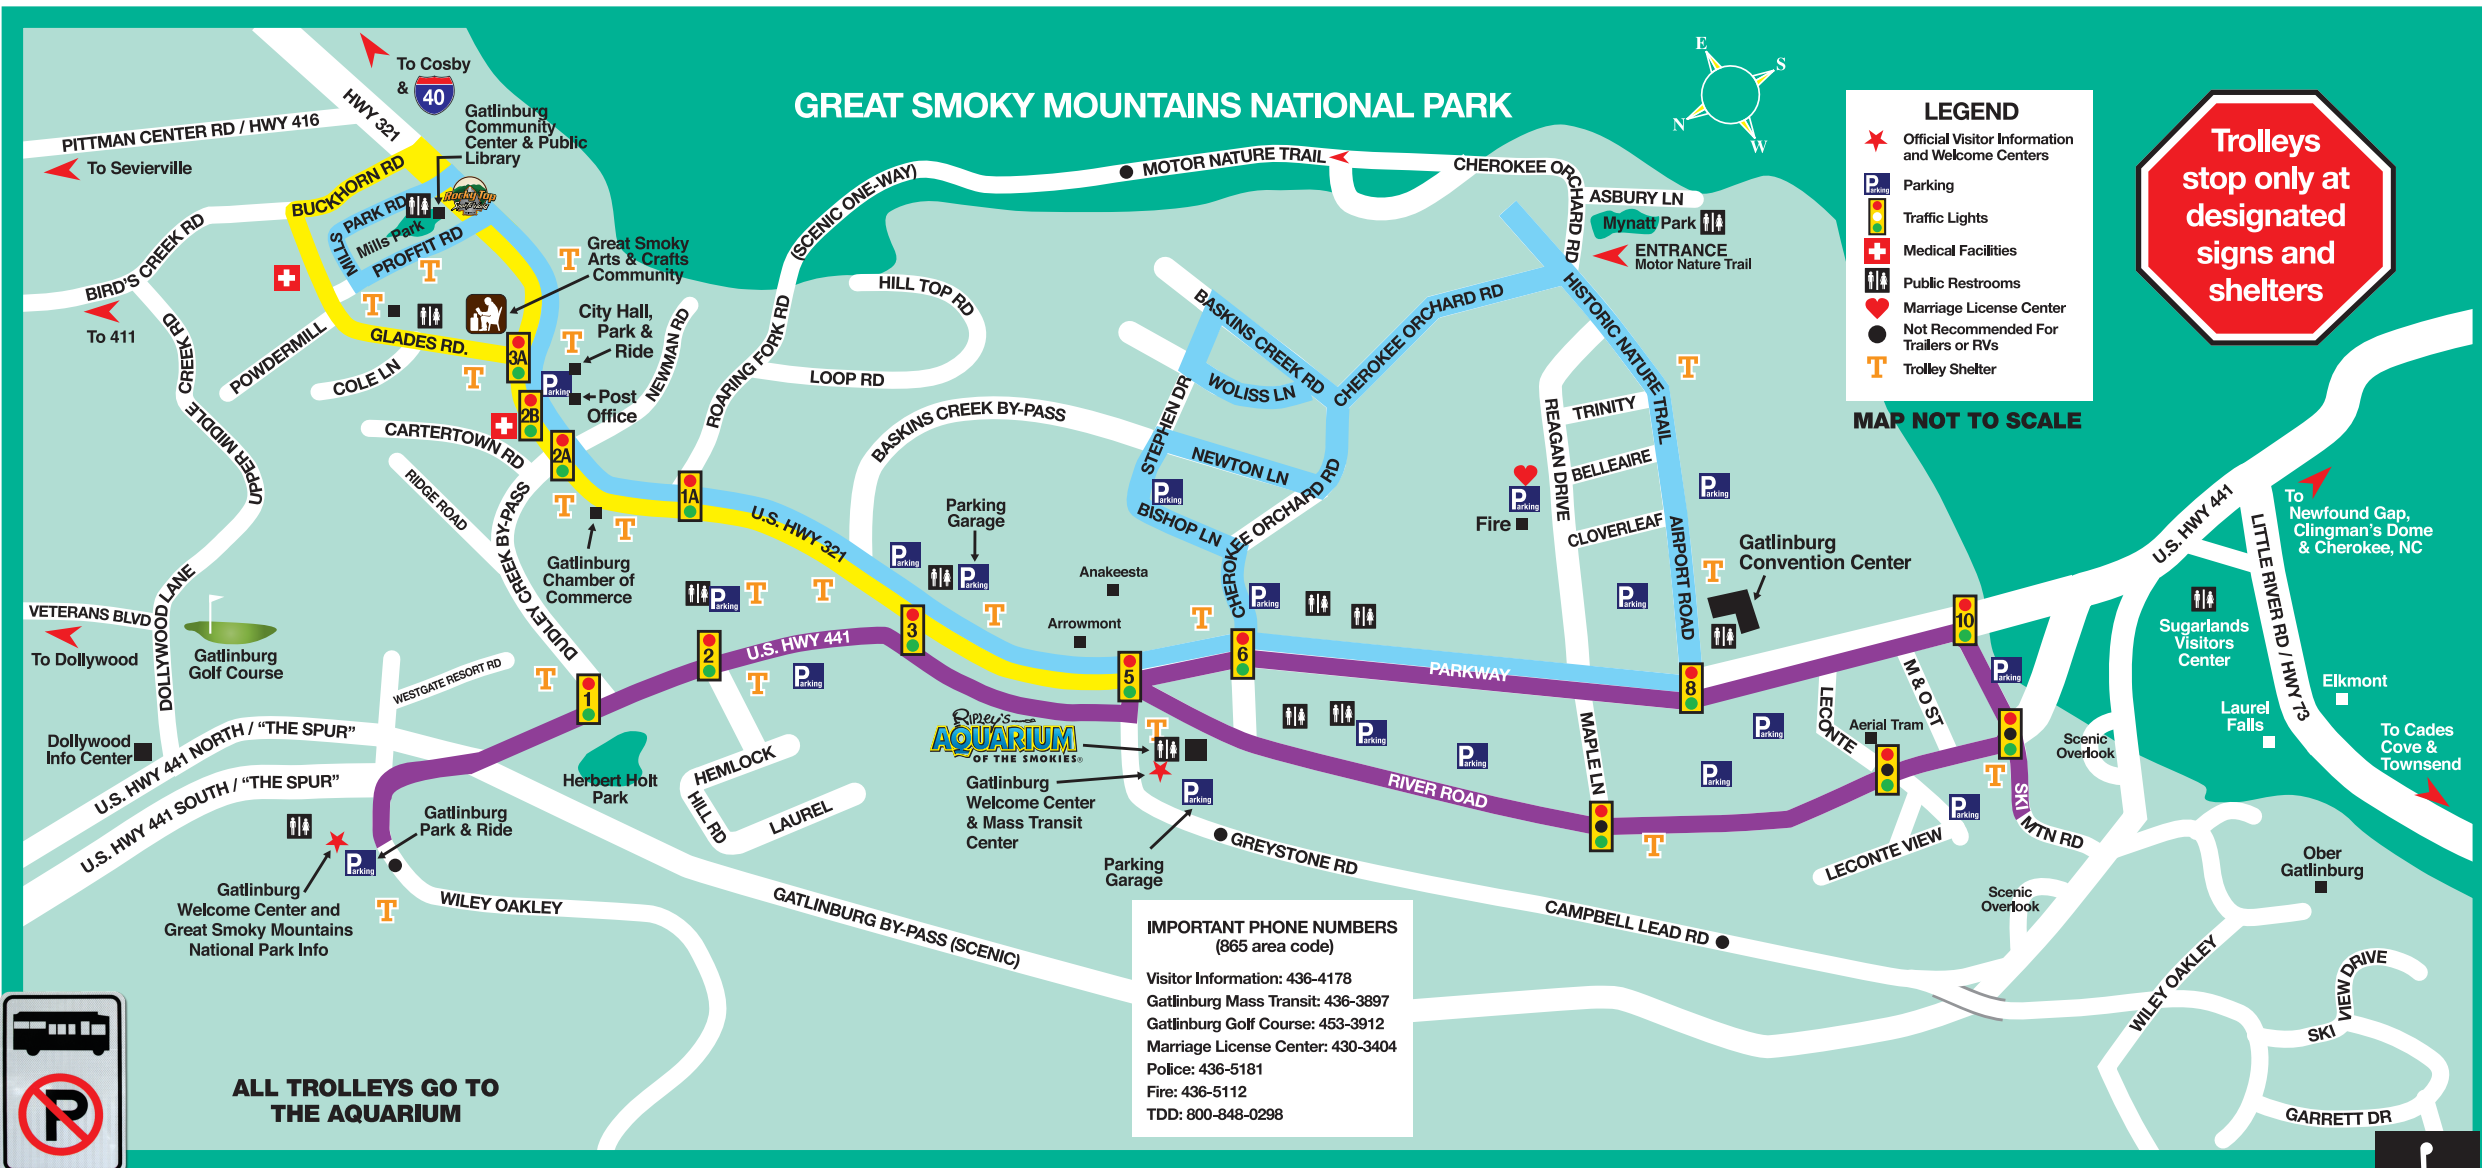 GREAT SMOKY MOUNTAINS NATIONAL PARK
E
S
N
W
LEGEND
Official Visitor Information
and Welcome Centers
Parking
Parking
Traffic Lights
Medical Facilities
Public Restrooms
Marriage License Center
Not Recommended For
Trailers or RVs
T
Trolley Shelter
MAP NOT TO SCALE
Trolleys
stop only at
designated
signs and
shelters
To Cosby
&
40
HWY 321
PITTMAN CENTER RD / HWY 416
To Sevierville
Gatlinburg
Community
Center & Public
Library
BUCKHORN RD
PARK RD
Mills Park
MILLS
PROFFIT RD
Rocky Top
BIRD'S CREEK RD
To 411
Great Smoky
Arts & Crafts
Community
City Hall,
Park &
Ride
Post
Office
GLADES RD.
POWDERMILL
COLE LN
CARTERTOWN RD
RIDGE ROAD
UPPER MIDDLE CREEK RD
NEWMAN RD
3A
2B
2A
1A
ROARING FORK RD
(SCENIC ONE-WAY)
HILL TOP RD
LOOP RD
MOTOR NATURE TRAIL
CHEROKEE ORCHARD RD
ASBURY LN
Mynatt Park
ENTRANCE
Motor Nature Trail
BASKINS CREEK BY-PASS
BASKINS CREEK RD
WOLISS LN
STEPHEN DR
NEWTON LN
BISHOP LN
CHEROKEE ORCHARD RD
CHEROKEE ORCHARD RD
HISTORIC NATURE TRAIL
AIRPORT ROAD
REAGAN DRIVE
TRINITY
BELLEAIRE
CLOVERLEAF
Fire
MAPLE LN
Gatlinburg
Convention Center
U.S. HWY 321
Parking
Garage
Anakeesta
Arrowmont
Gatlinburg
Chamber of
Commerce
DUDLEY CREEK BY-PASS
DOLLYWOOD LANE
VETERANS BLVD
To Dollywood
Gatlinburg
Golf Course
WESTGATE RESORT RD
Dollywood
Info Center
U.S. HWY 441 NORTH / "THE SPUR"
U.S. HWY 441 SOUTH / "THE SPUR"
1
2
3
5
6
8
10
U.S. HWY 441
PARKWAY
RIVER ROAD
Herbert Holt
Park
HEMLOCK
HILL RD
LAUREL
Ripley's
AQUARIUM
OF THE SMOKIES®
Gatlinburg
Welcome Center
& Mass Transit
Center
Parking
Garage
GREYSTONE RD
CAMPBELL LEAD RD
Gatlinburg
Park & Ride
Gatlinburg
Welcome Center and
Great Smoky Mountains
National Park Info
WILEY OAKLEY
GATLINBURG BY-PASS (SCENIC)
LECONTE
M & O ST
Aerial Tram
LECONTE VIEW
SKI MTN RD
Scenic
Overlook
Scenic
Overlook
U.S. HWY 441
To
Newfound Gap,
Clingman's Dome
& Cherokee, NC
LITTLE RIVER RD / HWY 73
Sugarlands
Visitors
Center
Elkmont
Laurel
Falls
To Cades
Cove &
Townsend
Ober
Gatlinburg
WILEY OAKLEY
SKI VIEW DRIVE
GARRETT DR
IMPORTANT PHONE NUMBERS
(865 area code)
Visitor Information: 436-4178
Gatlinburg Mass Transit: 436-3897
Gatlinburg Golf Course: 453-3912
Marriage License Center: 430-3404
Police: 436-5181
Fire: 436-5112
TDD: 800-848-0298
P
ALL TROLLEYS GO TO
THE AQUARIUM